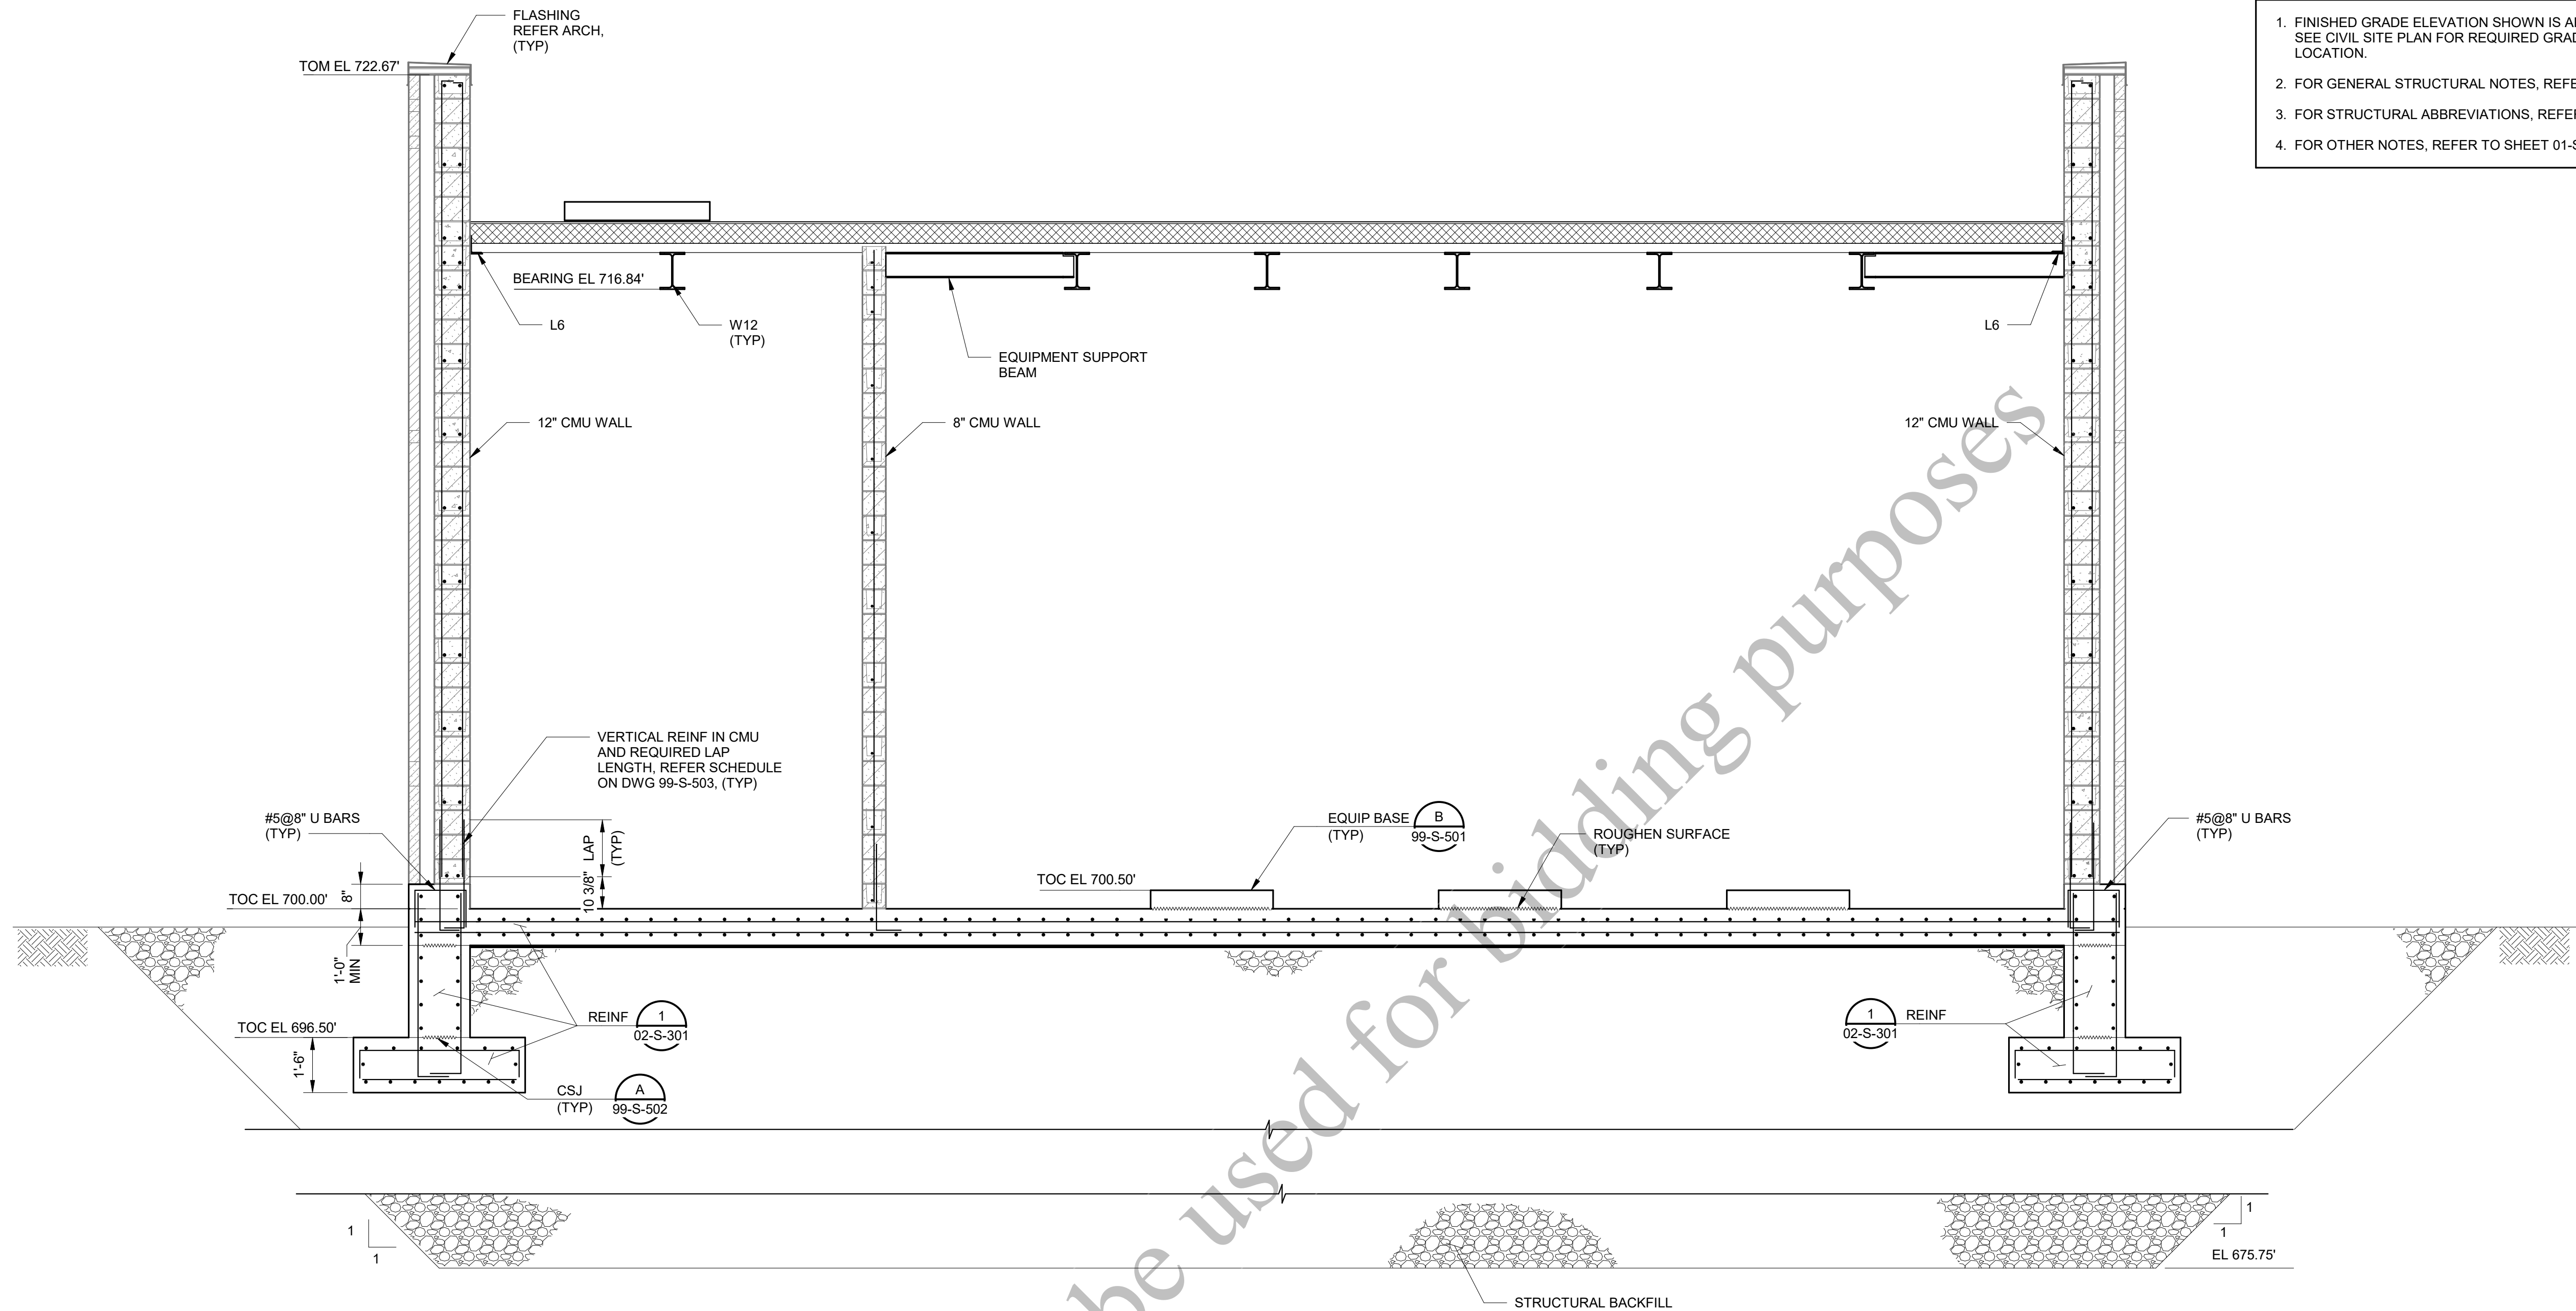 FLASHING
REFER ARCH,
(TYP)
TOM EL 722.67'
1. FINISHED GRADE ELEVATION SHOWN IS
SEE CIVIL SITE PLAN FOR REQUIRED
LOCATION.
2. FOR GENERAL STRUCTURAL NOTES,
3. FOR STRUCTURAL ABBREVIATIONS,
4. FOR OTHER NOTES, REFER TO SHEET
BEARING EL 716.84'
L6
W12
(TYP)
EQUIPMENT SUPPORT
BEAM
L6
12" CMU WALL
8" CMU WALL
12" CMU WALL
VERTICAL REINF IN CMU
AND REQUIRED LAP
LENGTH, REFER SCHEDULE
ON DWG 99-S-503, (TYP)
#5@8" U BARS
(TYP)
LAP
(TYP)
10 3/8"
8"
TOC EL 700.00'
1'-0"
MIN
EQUIP BASE
(TYP)
B
99-S-501
ROUGHEN SURFACE
(TYP)
TOC EL 700.50'
#5@8" U BARS
(TYP)
REINF
1
02-S-301
1
02-S-301
REINF
TOC EL 696.50'
1'-6"
CSJ
(TYP)
A
99-S-502
1
1
1
1
EL 675.75'
STRUCTURAL BACKFILL
be used for bidding purposes